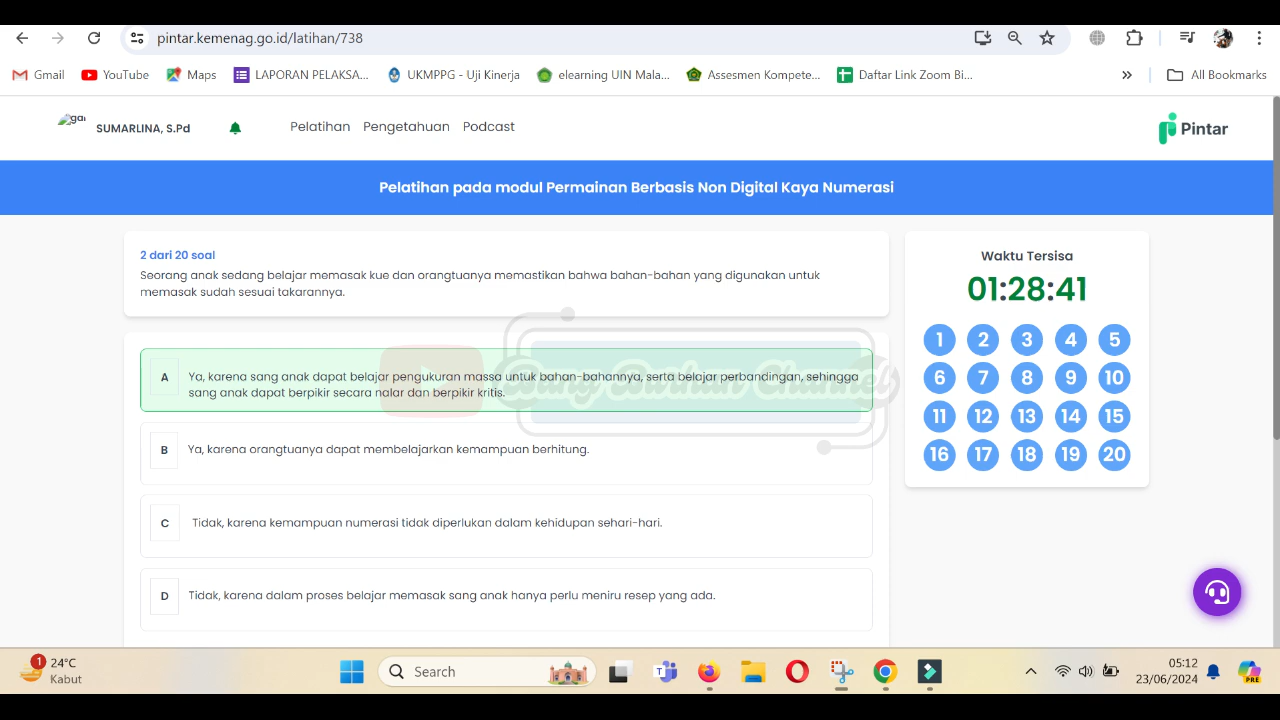 pintar.kemenag.go.id/latihan/738
Gmail YouTube Maps LAPORAN PELAKSA... UKMPPG - Uji Kinerja elearning UIN Mala... Assesmen Kompete... Daftar Link Zoom Bi... » All Bookmarks
SUMARLINA, S.Pd Pelatihan Pengetahuan Podcast Pintar
Pelatihan pada modul Permainan Berbasis Non Digital Kaya Numerasi
2 dari 20 soal
Seorang anak sedang belajar memasak kue dan orangtuanya memastikan bahwa bahan-bahan yang digunakan untuk
memasak sudah sesuai takarannya.
A Ya, karena sang anak dapat belajar pengukuran massa untuk bahan-bahannya, serta belajar perbandingan, sehingga
sang anak dapat berpikir secara nalar dan berpikir kritis.
B Ya, karena orangtuanya dapat membelajarkan kemampuan berhitung.
C Tidak, karena kemampuan numerasi tidak diperlukan dalam kehidupan sehari-hari.
D Tidak, karena dalam proses belajar memasak sang anak hanya perlu meniru resep yang ada.
Waktu Tersisa
01:28:41
1 2 3 4 5
6 7 8 9 10
11 12 13 14 15
16 17 18 19 20
Channel
1 24°C
Kabut
Search
05:12
23/06/2024
PRE